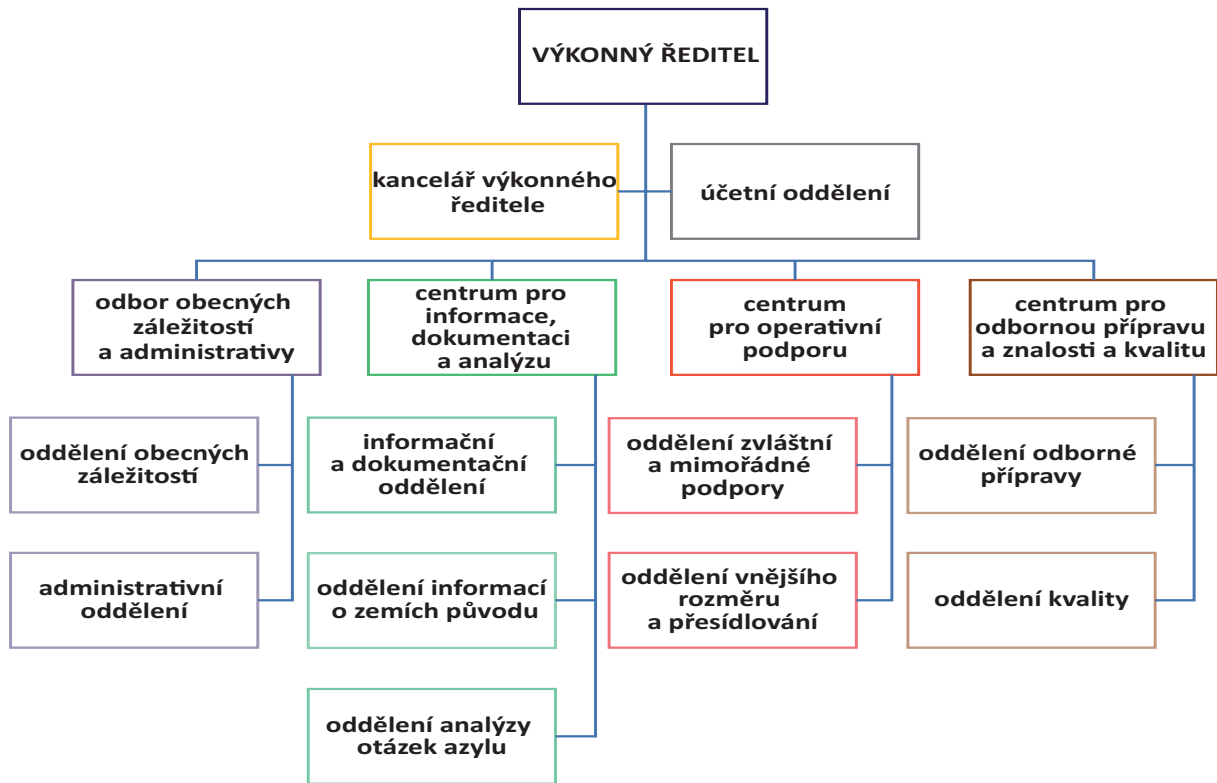 VÝKONNÝ ŘEDITEL
kancelář výkonného
ředitele
účetní oddělení
odbor obecných
záležitostí
a administrativy
centrum pro
informace,
dokumentaci
a analýzu
centrum
pro operativní
podporu
centrum pro
odbornou přípravu
a znalosti a kvalitu
oddělení obecných
záležitostí
informační
a dokumentační
oddělení
oddělení zvláštní
a mimořádné
podpory
oddělení odborné
přípravy
administrativní
oddělení
oddělení informací
o zemích původu
oddělení vnějšího
rozměru
a přesídlování
oddělení kvality
oddělení analýzy
otázek azylu